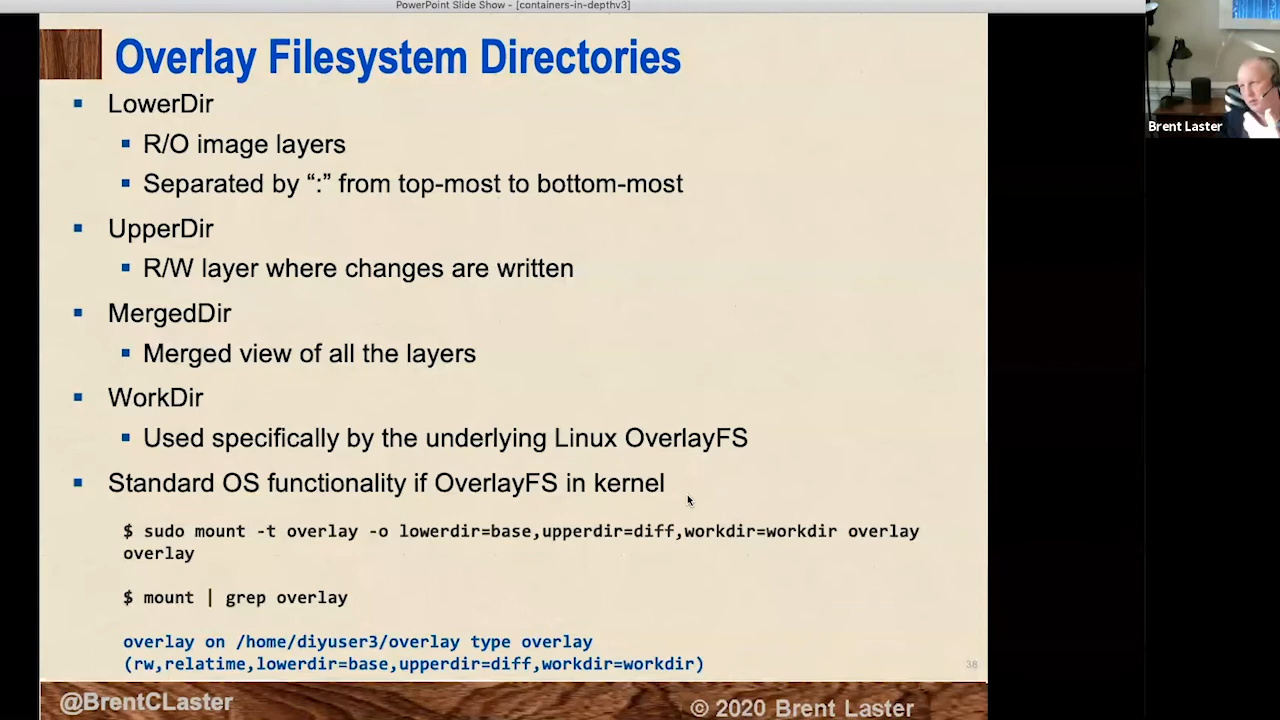 PowerPoint Slide Show - [containers-in-depthv3]
Overlay Filesystem Directories
LowerDir
R/O image layers
Separated by “:” from top-most to bottom-most
UpperDir
R/W layer where changes are written
MergedDir
Merged view of all the layers
WorkDir
Used specifically by the underlying Linux OverlayFS
Standard OS functionality if OverlayFS in kernel
$ sudo mount -t overlay -o lowerdir=base,upperdir=diff,workdir=workdir overlay
overlay
$ mount | grep overlay
overlay on /home/diyuser3/overlay type overlay
(rw,relatime,lowerdir=base,upperdir=diff,workdir=workdir)
38
@BrentCLaster
© 2020 Brent Laster
Brent Laster